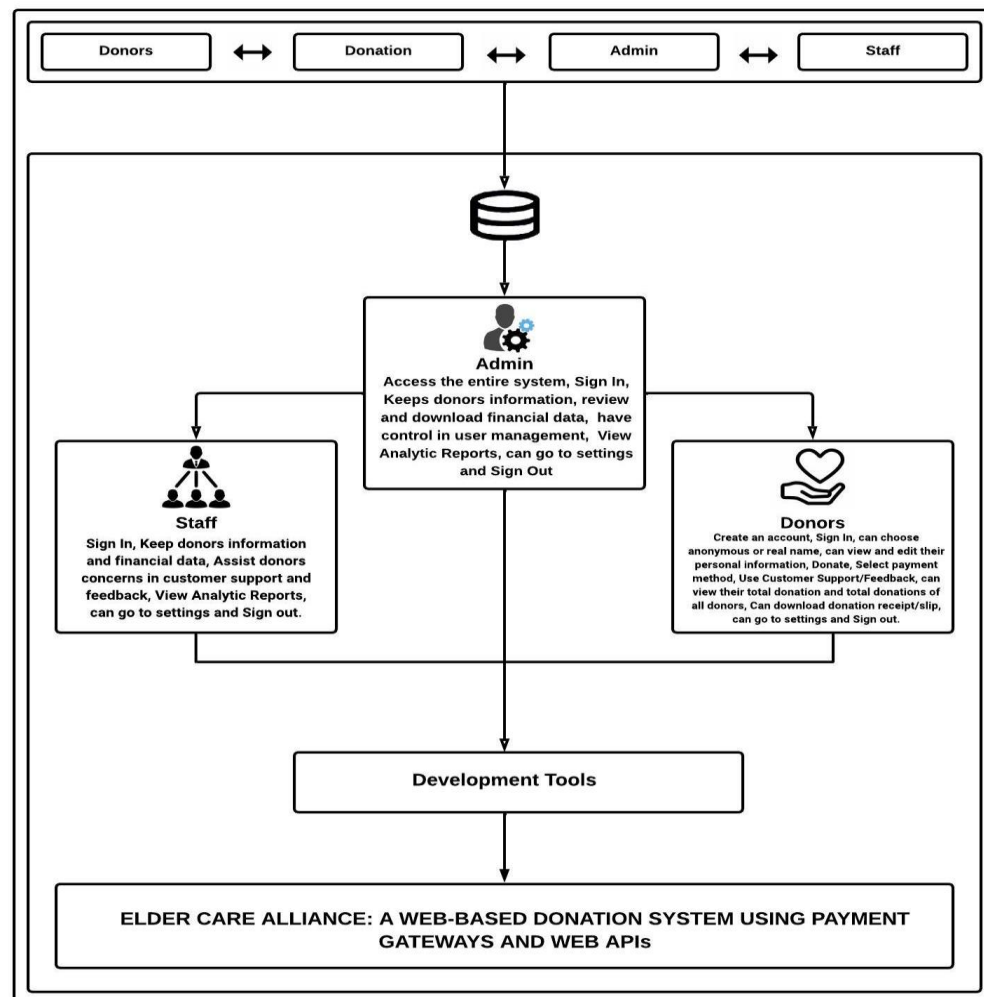 Donors
Donation
Admin
Staff
Admin
Access the entire system, Sign In,
Keeps donors information, review
and download financial data, have
control in user management, View
Analytic Reports, can go to settings
and Sign Out
Staff
Sign In, Keep donors information
and financial data, Assist donors
concerns in customer support and
feedback, View Analytic Reports,
can go to settings and Sign out.
Donors
Create an account, Sign In, can choose
anonymous or real name, can view and edit their
personal information, Donate, Select payment
method, Use Customer Support/Feedback, can
view their total donation and total donations of
all donors, Can download donation receipt/slip,
can go to settings and Sign out.
Development Tools
ELDER CARE ALLIANCE: A WEB-BASED DONATION SYSTEM USING PAYMENT
GATEWAYS AND WEB APIs